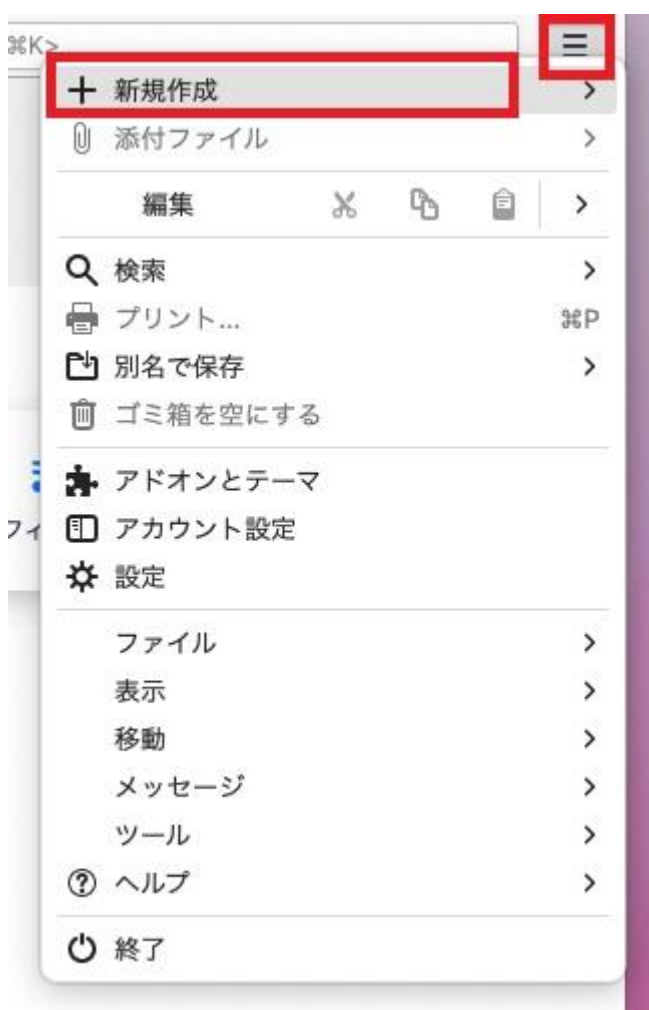 ⌘K>
新規作成
添付ファイル
編集
検索
プリント... ⌘P
別名で保存
ゴミ箱を空にする
アドオンとテーマ
アカウント設定
設定
ファイル
表示
移動
メッセージ
ツール
ヘルプ
終了